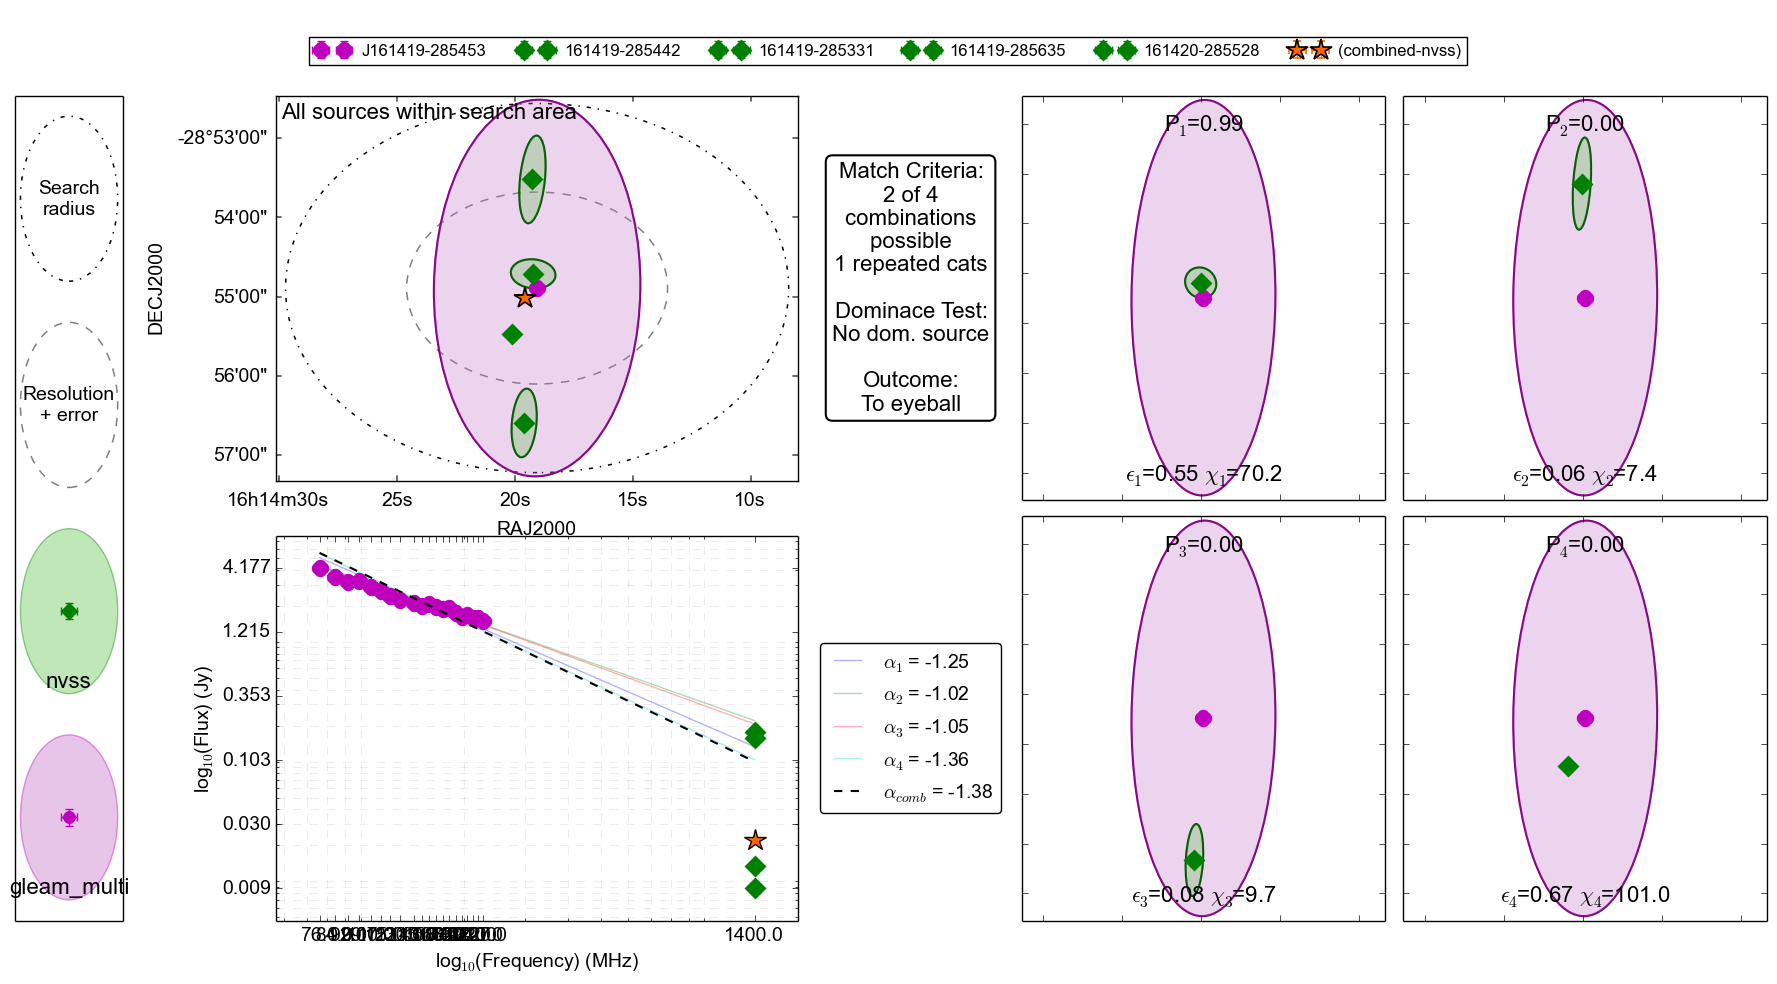 J161419-285453 161419-285442 161419-285331 161419-285635 161420-285528 (combined-nvss)
Search
radius
Resolution
+ error
nvss
gleam_multi
All sources within search area
DECJ2000
-28°53'00"
54'00"
55'00"
56'00"
57'00"
16h14m30s 25s 20s 15s 10s
RAJ2000
Match Criteria:
2 of 4
combinations
possible
1 repeated cats
Dominace Test:
No dom. source
Outcome:
To eyeball
P1=0.99
ϵ1=0.55 χ1=70.2
P2=0.00
ϵ2=0.06 χ2=7.4
P3=0.00
ϵ3=0.08 χ3=9.7
P4=0.00
ϵ4=0.67 χ4=101.0
log10(Flux) (Jy)
4.177
1.215
0.353
0.103
0.030
0.009
1400.0
log10(Frequency) (MHz)
α1 = -1.25
α2 = -1.02
α3 = -1.05
α4 = -1.36
αcomb = -1.38